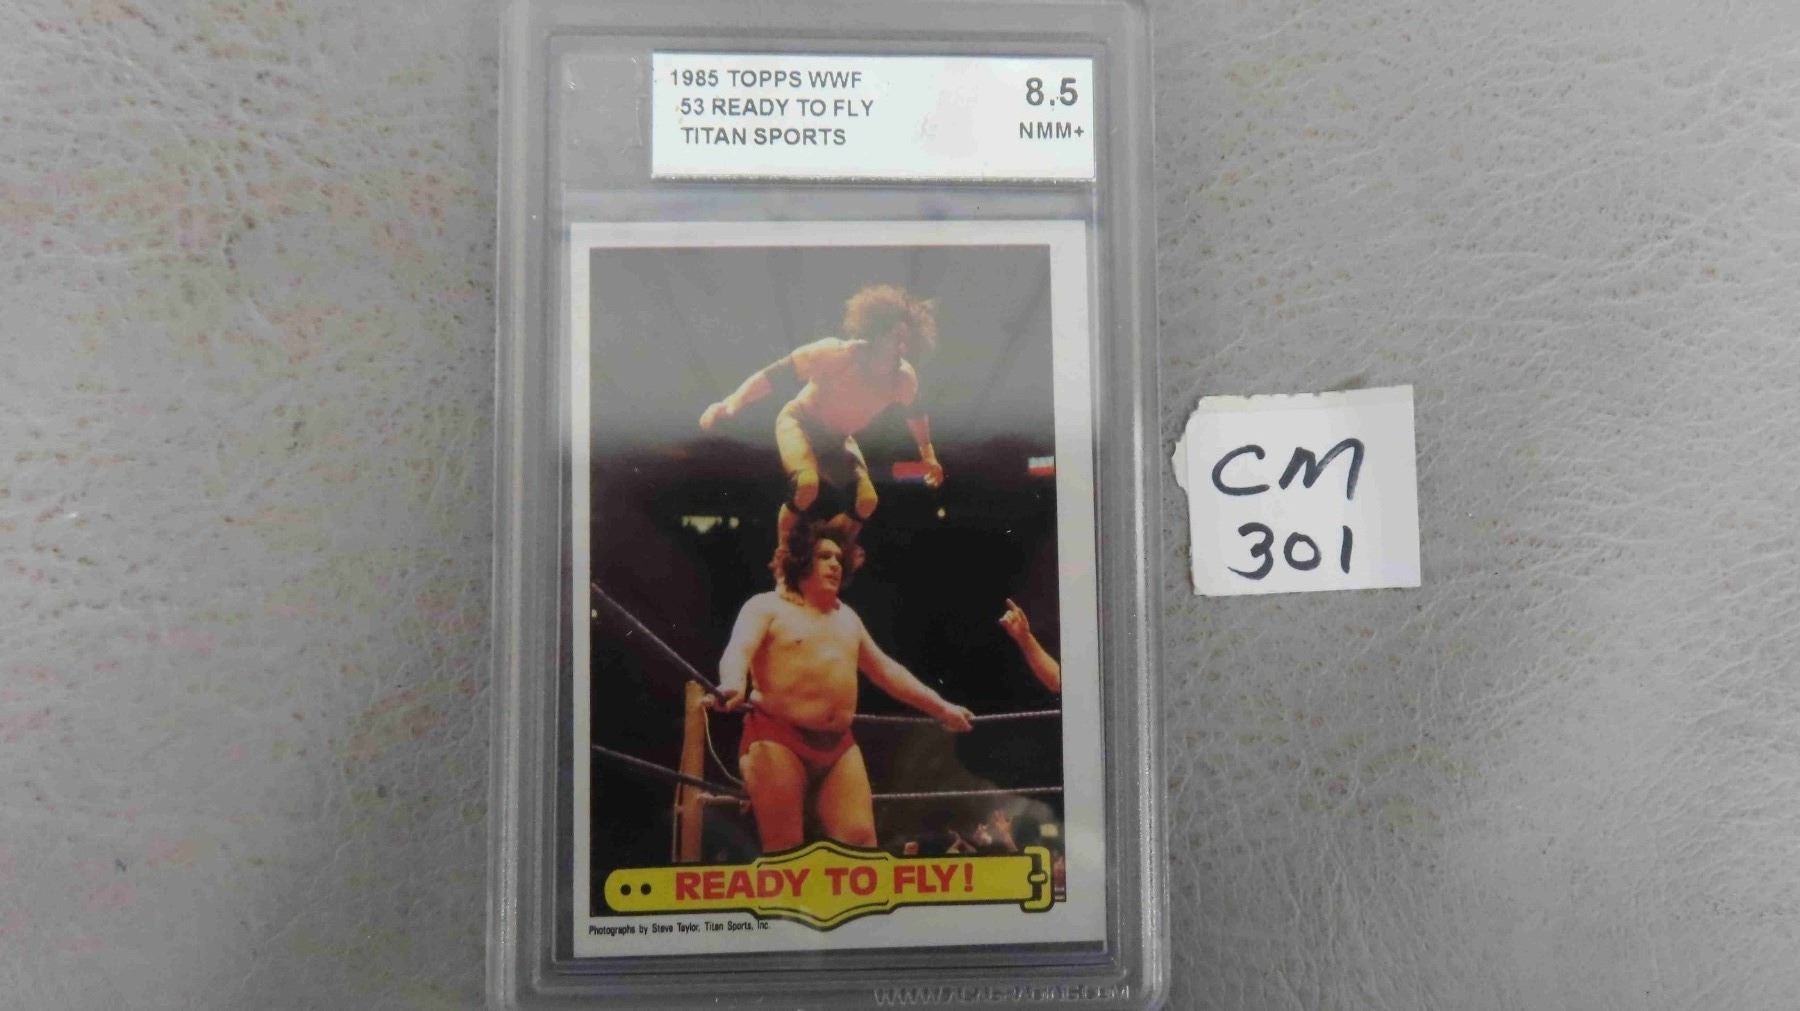 1985 TOPPS WWF
53 READY TO FLY
TITAN SPORTS
8.5
NMM+
CM
301
READY TO FLY!
Photographs by Steve Taylor, Titan Sports, Inc.